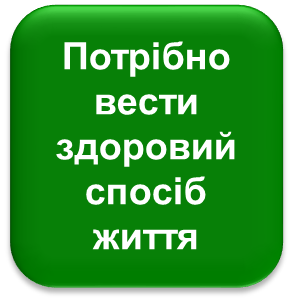 Потрібно
вести
здоровий
спосіб
життя